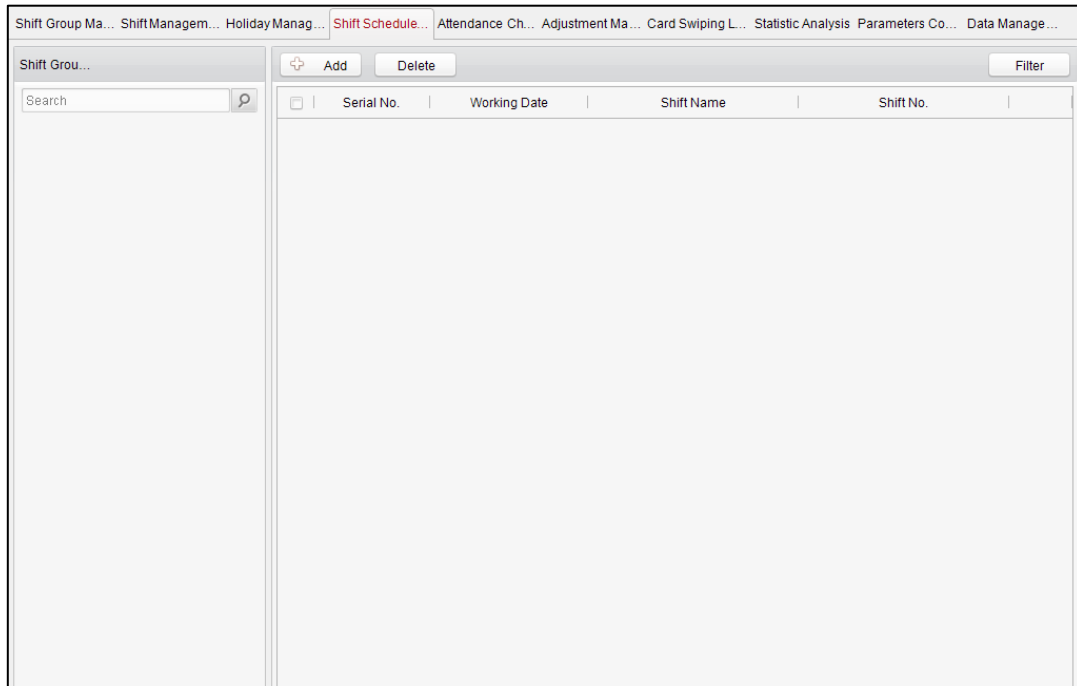 Shift Group Ma... Shift Managem... Holiday Manag... Shift Schedule... Attendance Ch... Adjustment Ma... Card Swiping L... Statistic Analysis Parameters Co... Data Manage...
Shift Grou...
Add Delete Filter
Search
Serial No. Working Date Shift Name Shift No.